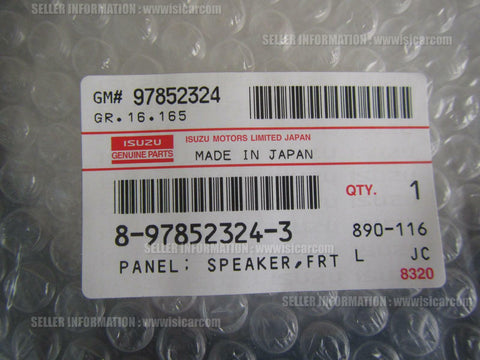 SELLER INFORMATION : www.isicar.com
SELLER INFORMATION : www.isicar.com
GM# 97852324
GR.16.165
ISUZU
GENUINE PARTS
ISUZU MOTORS LIMITED JAPAN
MADE IN JAPAN
QTY. 1
8-97852324-3 890-116
PANEL; SPEAKER,FRT L JC
8320
SELLER INFORMATION : www.isicar.com
SELLER INFORMATION : www.isicar.com